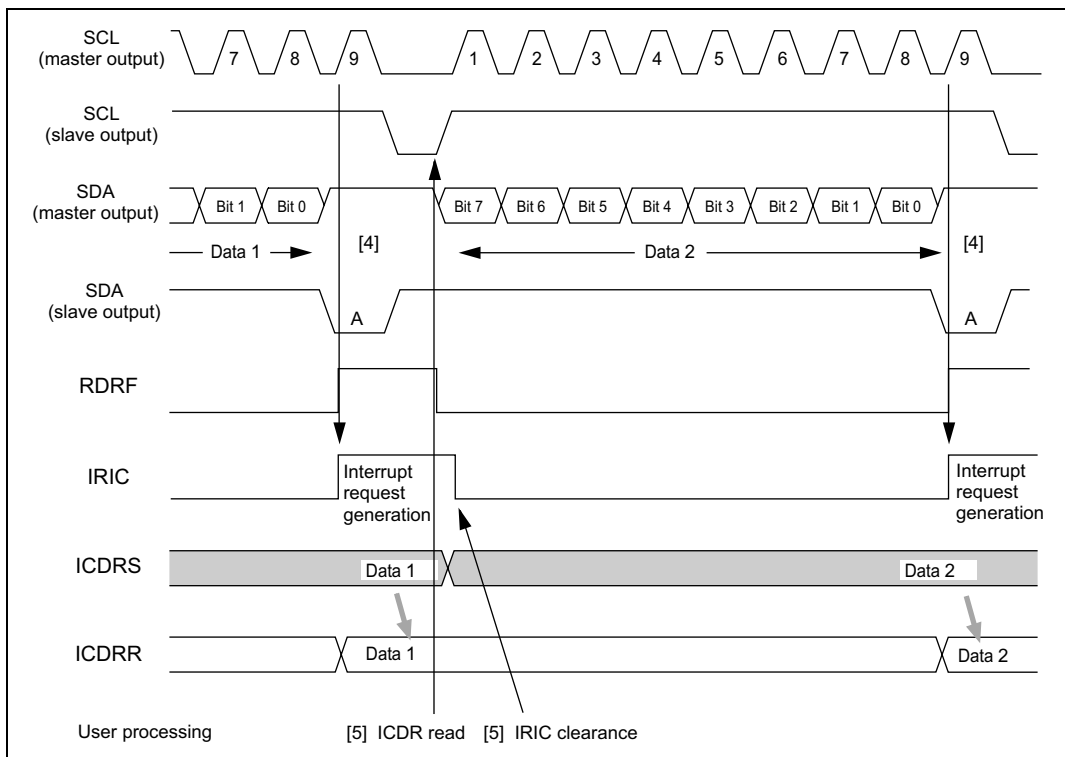 SCL
(master output)
7 8 9 1 2 3 4 5 6 7 8 9
SCL
(slave output)
SDA
(master output)
Bit 1 Bit 0 Bit 7 Bit 6 Bit 5 Bit 4 Bit 3 Bit 2 Bit 1 Bit 0
Data 1 [4] Data 2 [4]
SDA
(slave output)
A A
RDRF
IRIC
Interrupt
request
generation
Interrupt
request
generation
ICDRS
Data 1 Data 2
ICDRR
Data 1 Data 2
User processing [5] ICDR read [5] IRIC clearance